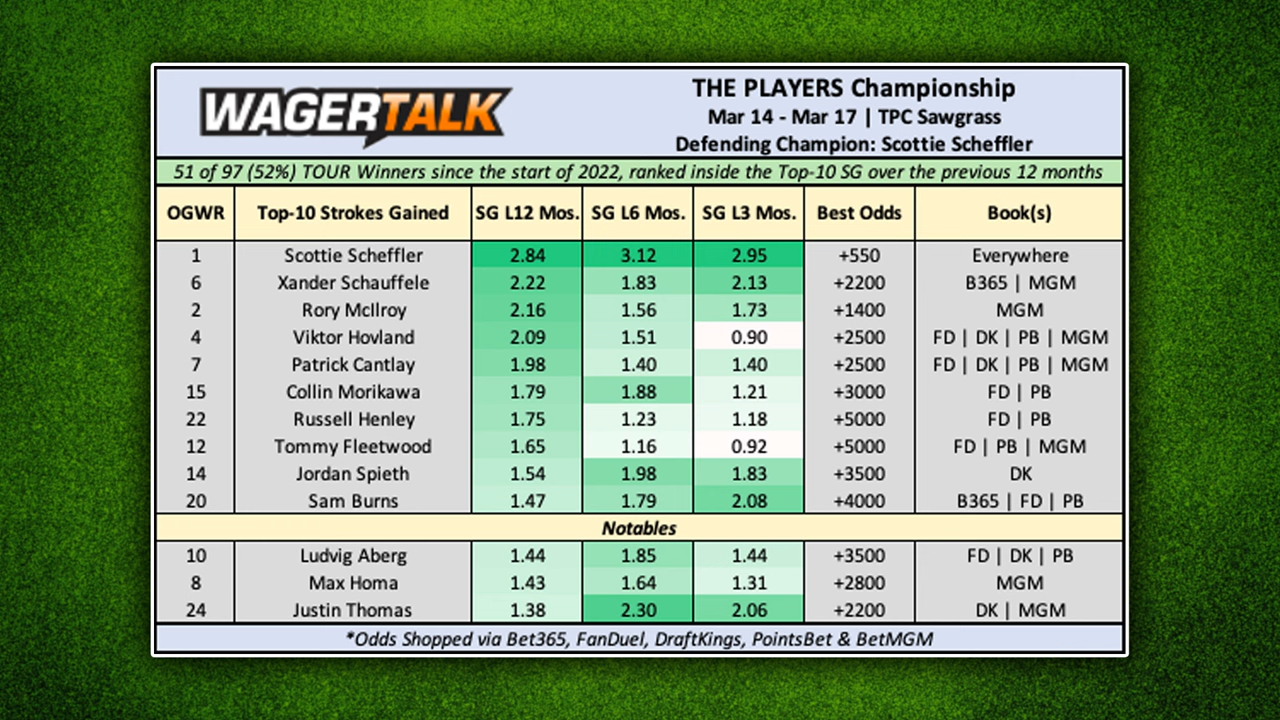 WAGERTALK
THE PLAYERS Championship
Mar 14 - Mar 17 | TPC Sawgrass
Defending Champion: Scottie Scheffler
51 of 97 (52%) TOUR Winners since the start of 2022, ranked inside the Top-10 SG over the previous 12 months
OGWR Top-10 Strokes Gained SG L12 Mos. SG L6 Mos. SG L3 Mos. Best Odds Book(s)
1 Scottie Scheffler 2.84 3.12 2.95 +550 Everywhere
6 Xander Schauffele 2.22 1.83 2.13 +2200 B365 | MGM
2 Rory McIlroy 2.16 1.56 1.73 +1400 MGM
4 Viktor Hovland 2.09 1.51 0.90 +2500 FD | DK | PB | MGM
7 Patrick Cantlay 1.98 1.40 1.40 +2500 FD | DK | PB | MGM
15 Collin Morikawa 1.79 1.88 1.21 +3000 FD | PB
22 Russell Henley 1.75 1.23 1.18 +5000 FD | PB
12 Tommy Fleetwood 1.65 1.16 0.92 +5000 FD | PB | MGM
14 Jordan Spieth 1.54 1.98 1.83 +3500 DK
20 Sam Burns 1.47 1.79 2.08 +4000 B365 | FD | PB
Notables
10 Ludvig Aberg 1.44 1.85 1.44 +3500 FD | DK | PB
8 Max Homa 1.43 1.64 1.31 +2800 MGM
24 Justin Thomas 1.38 2.30 2.06 +2200 DK | MGM
*Odds Shopped via Bet365, FanDuel, DraftKings, PointsBet & BetMGM